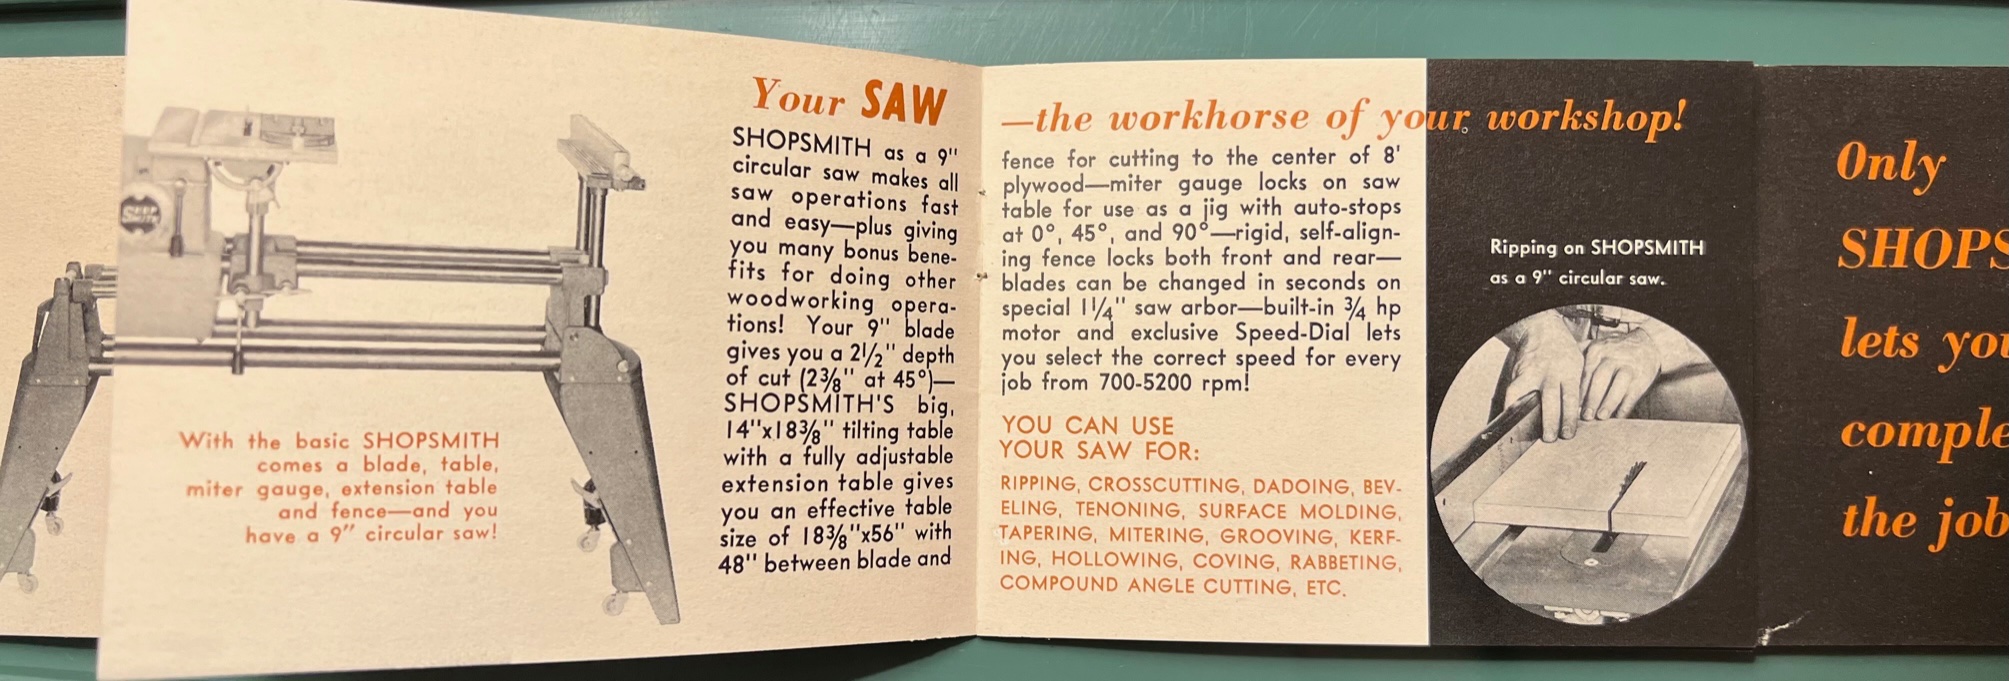 Your SAW
SHOPSMITH as a 9"
circular saw makes all
saw operations fast
and easy—plus giving
you many bonus bene-
fits for doing other
woodworking opera-
tions! Your 9" blade
gives you a 2½" depth
of cut (2⅜" at 45°)—
SHOPSMITH'S big,
14"x18⅜" tilting table
with a fully adjustable
extension table gives
you an effective table
size of 18⅜"x56" with
48" between blade and
With the basic SHOPSMITH
comes a blade, table,
miter gauge, extension table
and fence—and you
have a 9" circular saw!
—the workhorse of your workshop!
fence for cutting to the center of 8'
plywood—miter gauge locks on saw
table for use as a jig with auto-stops
at 0°, 45°, and 90°—rigid, self-align-
ing fence locks both front and rear—
blades can be changed in seconds on
special 1¼" saw arbor—built-in ¾ hp
motor and exclusive Speed-Dial lets
you select the correct speed for every
job from 700-5200 rpm!
YOU CAN USE
YOUR SAW FOR:
RIPPING, CROSSCUTTING, DADOING, BEV-
ELING, TENONING, SURFACE MOLDING,
TAPERING, MITERING, GROOVING, KERF-
ING, HOLLOWING, COVING, RABBETING,
COMPOUND ANGLE CUTTING, ETC.
Ripping on SHOPSMITH
as a 9" circular saw.
Only
SHOPS
lets you
comple
the job